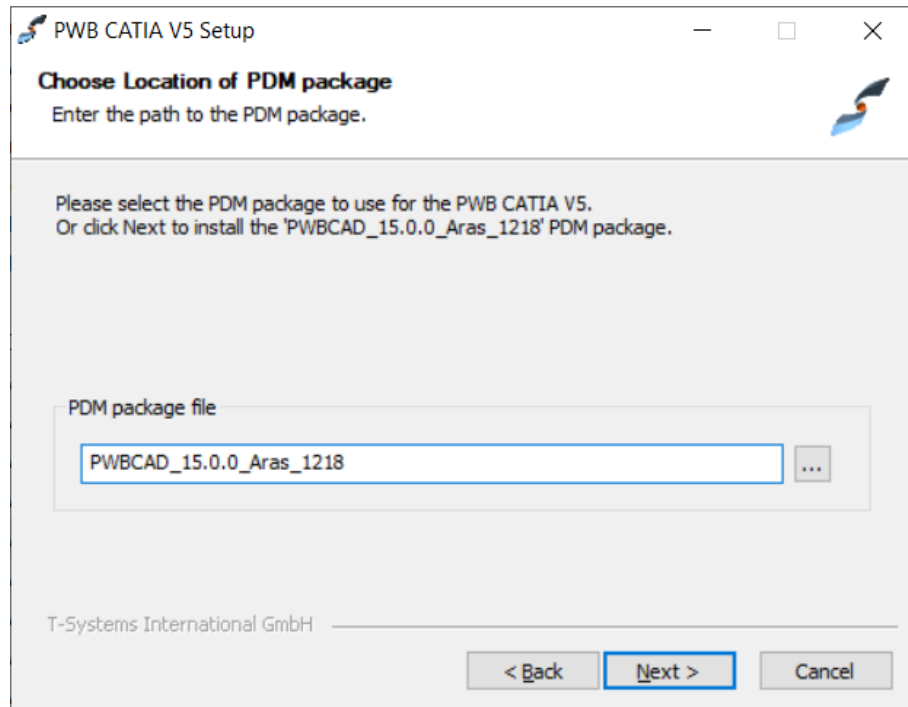 PWB CATIA V5 Setup
Choose Location of PDM package
Enter the path to the PDM package.
Please select the PDM package to use for the PWB CATIA V5.
Or click Next to install the 'PWBCAD_15.0.0_Aras_1218' PDM package.
PDM package file
PWBCAD_15.0.0_Aras_1218
...
T-Systems International GmbH
< Back
Next >
Cancel